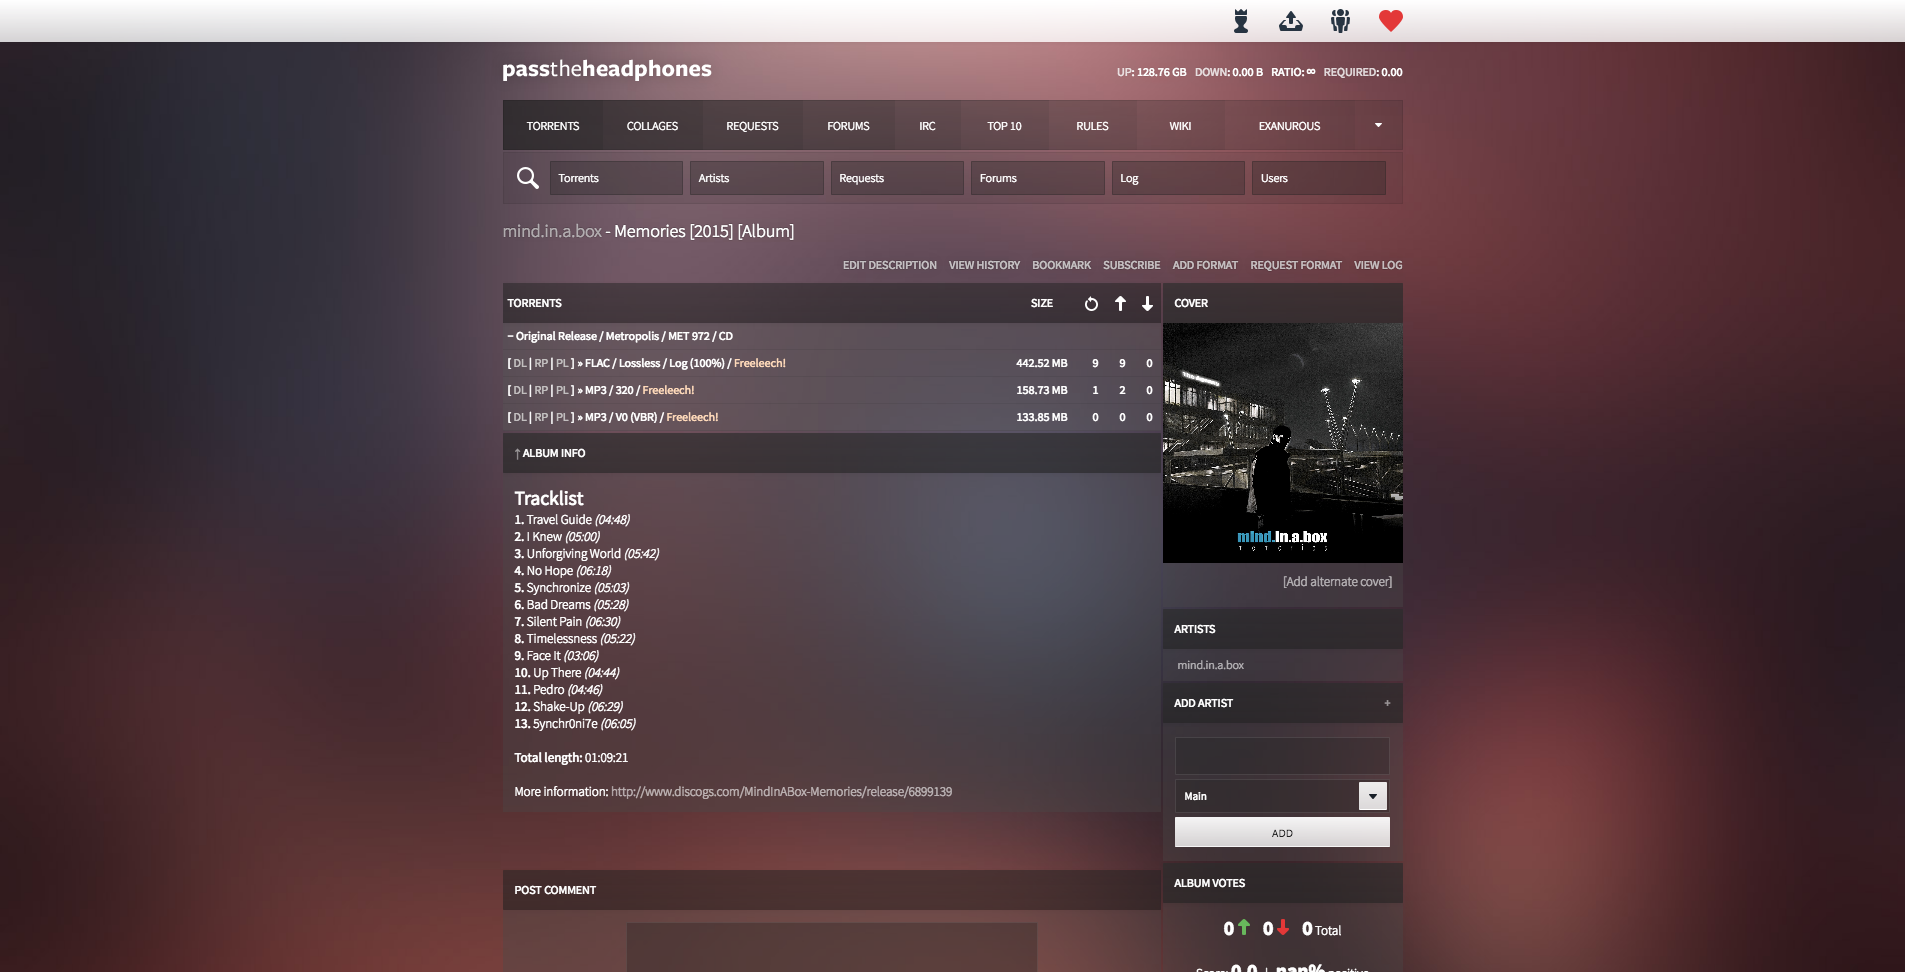 passtheheadphones
UP: 128.76 GB DOWN: 0.00 B RATIO: ∞ REQUIRED: 0.00
TORRENTS COLLAGES REQUESTS FORUMS IRC TOP 10 RULES WIKI EXANUROUS
Torrents Artists Requests Forums Log Users
mind.in.a.box - Memories [2015] [Album]
EDIT DESCRIPTION VIEW HISTORY BOOKMARK SUBSCRIBE ADD FORMAT REQUEST FORMAT VIEW LOG
TORRENTS SIZE
− Original Release / Metropolis / MET 972 / CD
[ DL | RP | PL ] » FLAC / Lossless / Log (100%) / Freeleech! 442.52 MB 9 9 0
[ DL | RP | PL ] » MP3 / 320 / Freeleech! 158.73 MB 1 2 0
[ DL | RP | PL ] » MP3 / V0 (VBR) / Freeleech! 133.85 MB 0 0 0
↑ ALBUM INFO
Tracklist
1. Travel Guide (04:48)
2. I Knew (05:00)
3. Unforgiving World (05:42)
4. No Hope (06:18)
5. Synchronize (05:03)
6. Bad Dreams (05:28)
7. Silent Pain (06:30)
8. Timelessness (05:22)
9. Face It (03:06)
10. Up There (04:44)
11. Pedro (04:46)
12. Shake-Up (06:29)
13. 5ynchr0ni7e (06:05)
Total length: 01:09:21
More information: http://www.discogs.com/MindInABox-Memories/release/6899139
POST COMMENT
COVER
mind.in.a.box
memories
[Add alternate cover]
ARTISTS
mind.in.a.box
ADD ARTIST +
Main
ADD
ALBUM VOTES
0 0 0 Total
Score: 0.0 | nan% positive